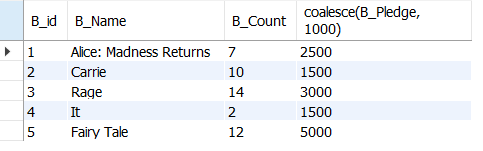 B_id B_Name B_Count coalesce(B_Pledge, 1000)
1 Alice: Madness Returns 7 2500
2 Carrie 10 1500
3 Rage 14 3000
4 It 2 1500
5 Fairy Tale 12 5000